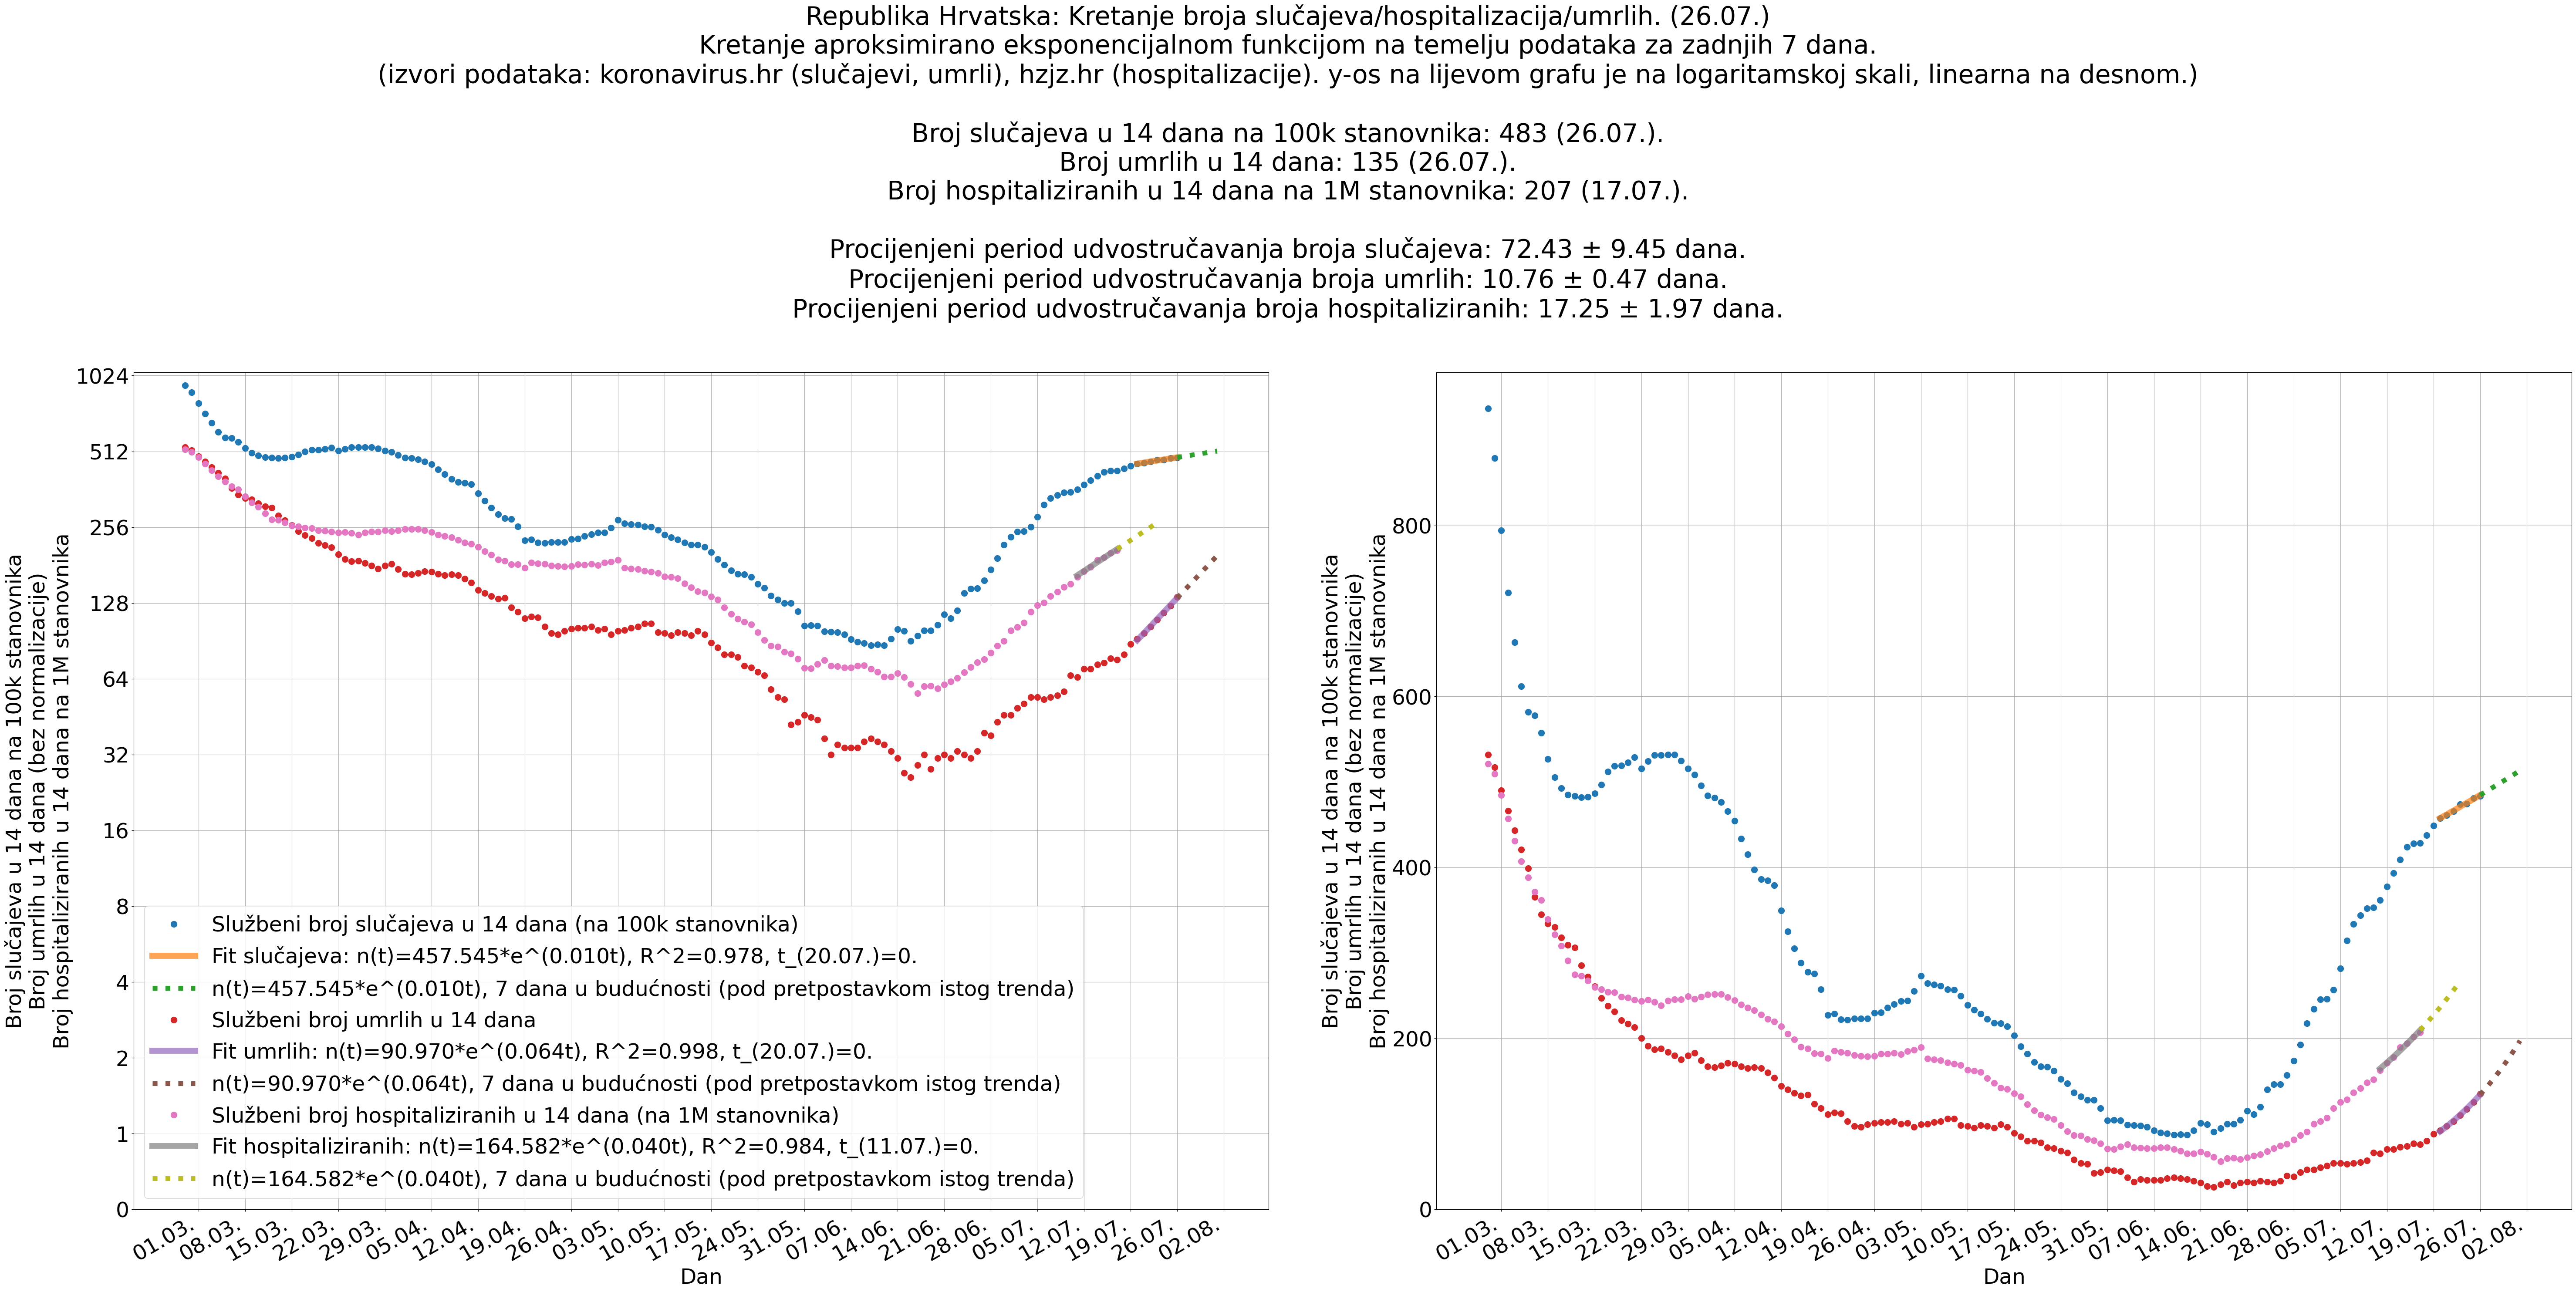 Republika Hrvatska: Kretanje broja slučajeva/hospitalizacija/umrlih. (26.07.)
Kretanje aproksimirano eksponencijalnom funkcijom na temelju podataka za zadnjih 7 dana.
(izvori podataka: koronavirus.hr (slučajevi, umrli), hzjz.hr (hospitalizacije). y-os na lijevom grafu je na logaritamskoj skali, linearna na desnom.)
Broj slučajeva u 14 dana na 100k stanovnika: 483 (26.07.).
Broj umrlih u 14 dana: 135 (26.07.).
Broj hospitaliziranih u 14 dana na 1M stanovnika: 207 (17.07.).
Procijenjeni period udvostručavanja broja slučajeva: 72.43 ± 9.45 dana.
Procijenjeni period udvostručavanja broja umrlih: 10.76 ± 0.47 dana.
Procijenjeni period udvostručavanja broja hospitaliziranih: 17.25 ± 1.97 dana.
Broj slučajeva u 14 dana na 100k stanovnika
Broj umrlih u 14 dana (bez normalizacije)
Broj hospitaliziranih u 14 dana na 1M stanovnika
1024
512
256
128
64
32
16
8
4
2
1
0
Službeni broj slučajeva u 14 dana (na 100k stanovnika)
Fit slučajeva: n(t)=457.545*e^(0.010t), R^2=0.978, t_(20.07.)=0.
n(t)=457.545*e^(0.010t), 7 dana u budućnosti (pod pretpostavkom istog trenda)
Službeni broj umrlih u 14 dana
Fit umrlih: n(t)=90.970*e^(0.064t), R^2=0.998, t_(20.07.)=0.
n(t)=90.970*e^(0.064t), 7 dana u budućnosti (pod pretpostavkom istog trenda)
Službeni broj hospitaliziranih u 14 dana (na 1M stanovnika)
Fit hospitaliziranih: n(t)=164.582*e^(0.040t), R^2=0.984, t_(11.07.)=0.
n(t)=164.582*e^(0.040t), 7 dana u budućnosti (pod pretpostavkom istog trenda)
01.03. 08.03. 15.03. 22.03. 29.03. 05.04. 12.04. 19.04. 26.04. 03.05. 10.05. 17.05. 24.05. 31.05. 07.06. 14.06. 21.06. 28.06. 05.07. 12.07. 19.07. 26.07. 02.08.
Dan
Broj slučajeva u 14 dana na 100k stanovnika
Broj umrlih u 14 dana (bez normalizacije)
Broj hospitaliziranih u 14 dana na 1M stanovnika
800
600
400
200
0
01.03. 08.03. 15.03. 22.03. 29.03. 05.04. 12.04. 19.04. 26.04. 03.05. 10.05. 17.05. 24.05. 31.05. 07.06. 14.06. 21.06. 28.06. 05.07. 12.07. 19.07. 26.07. 02.08.
Dan